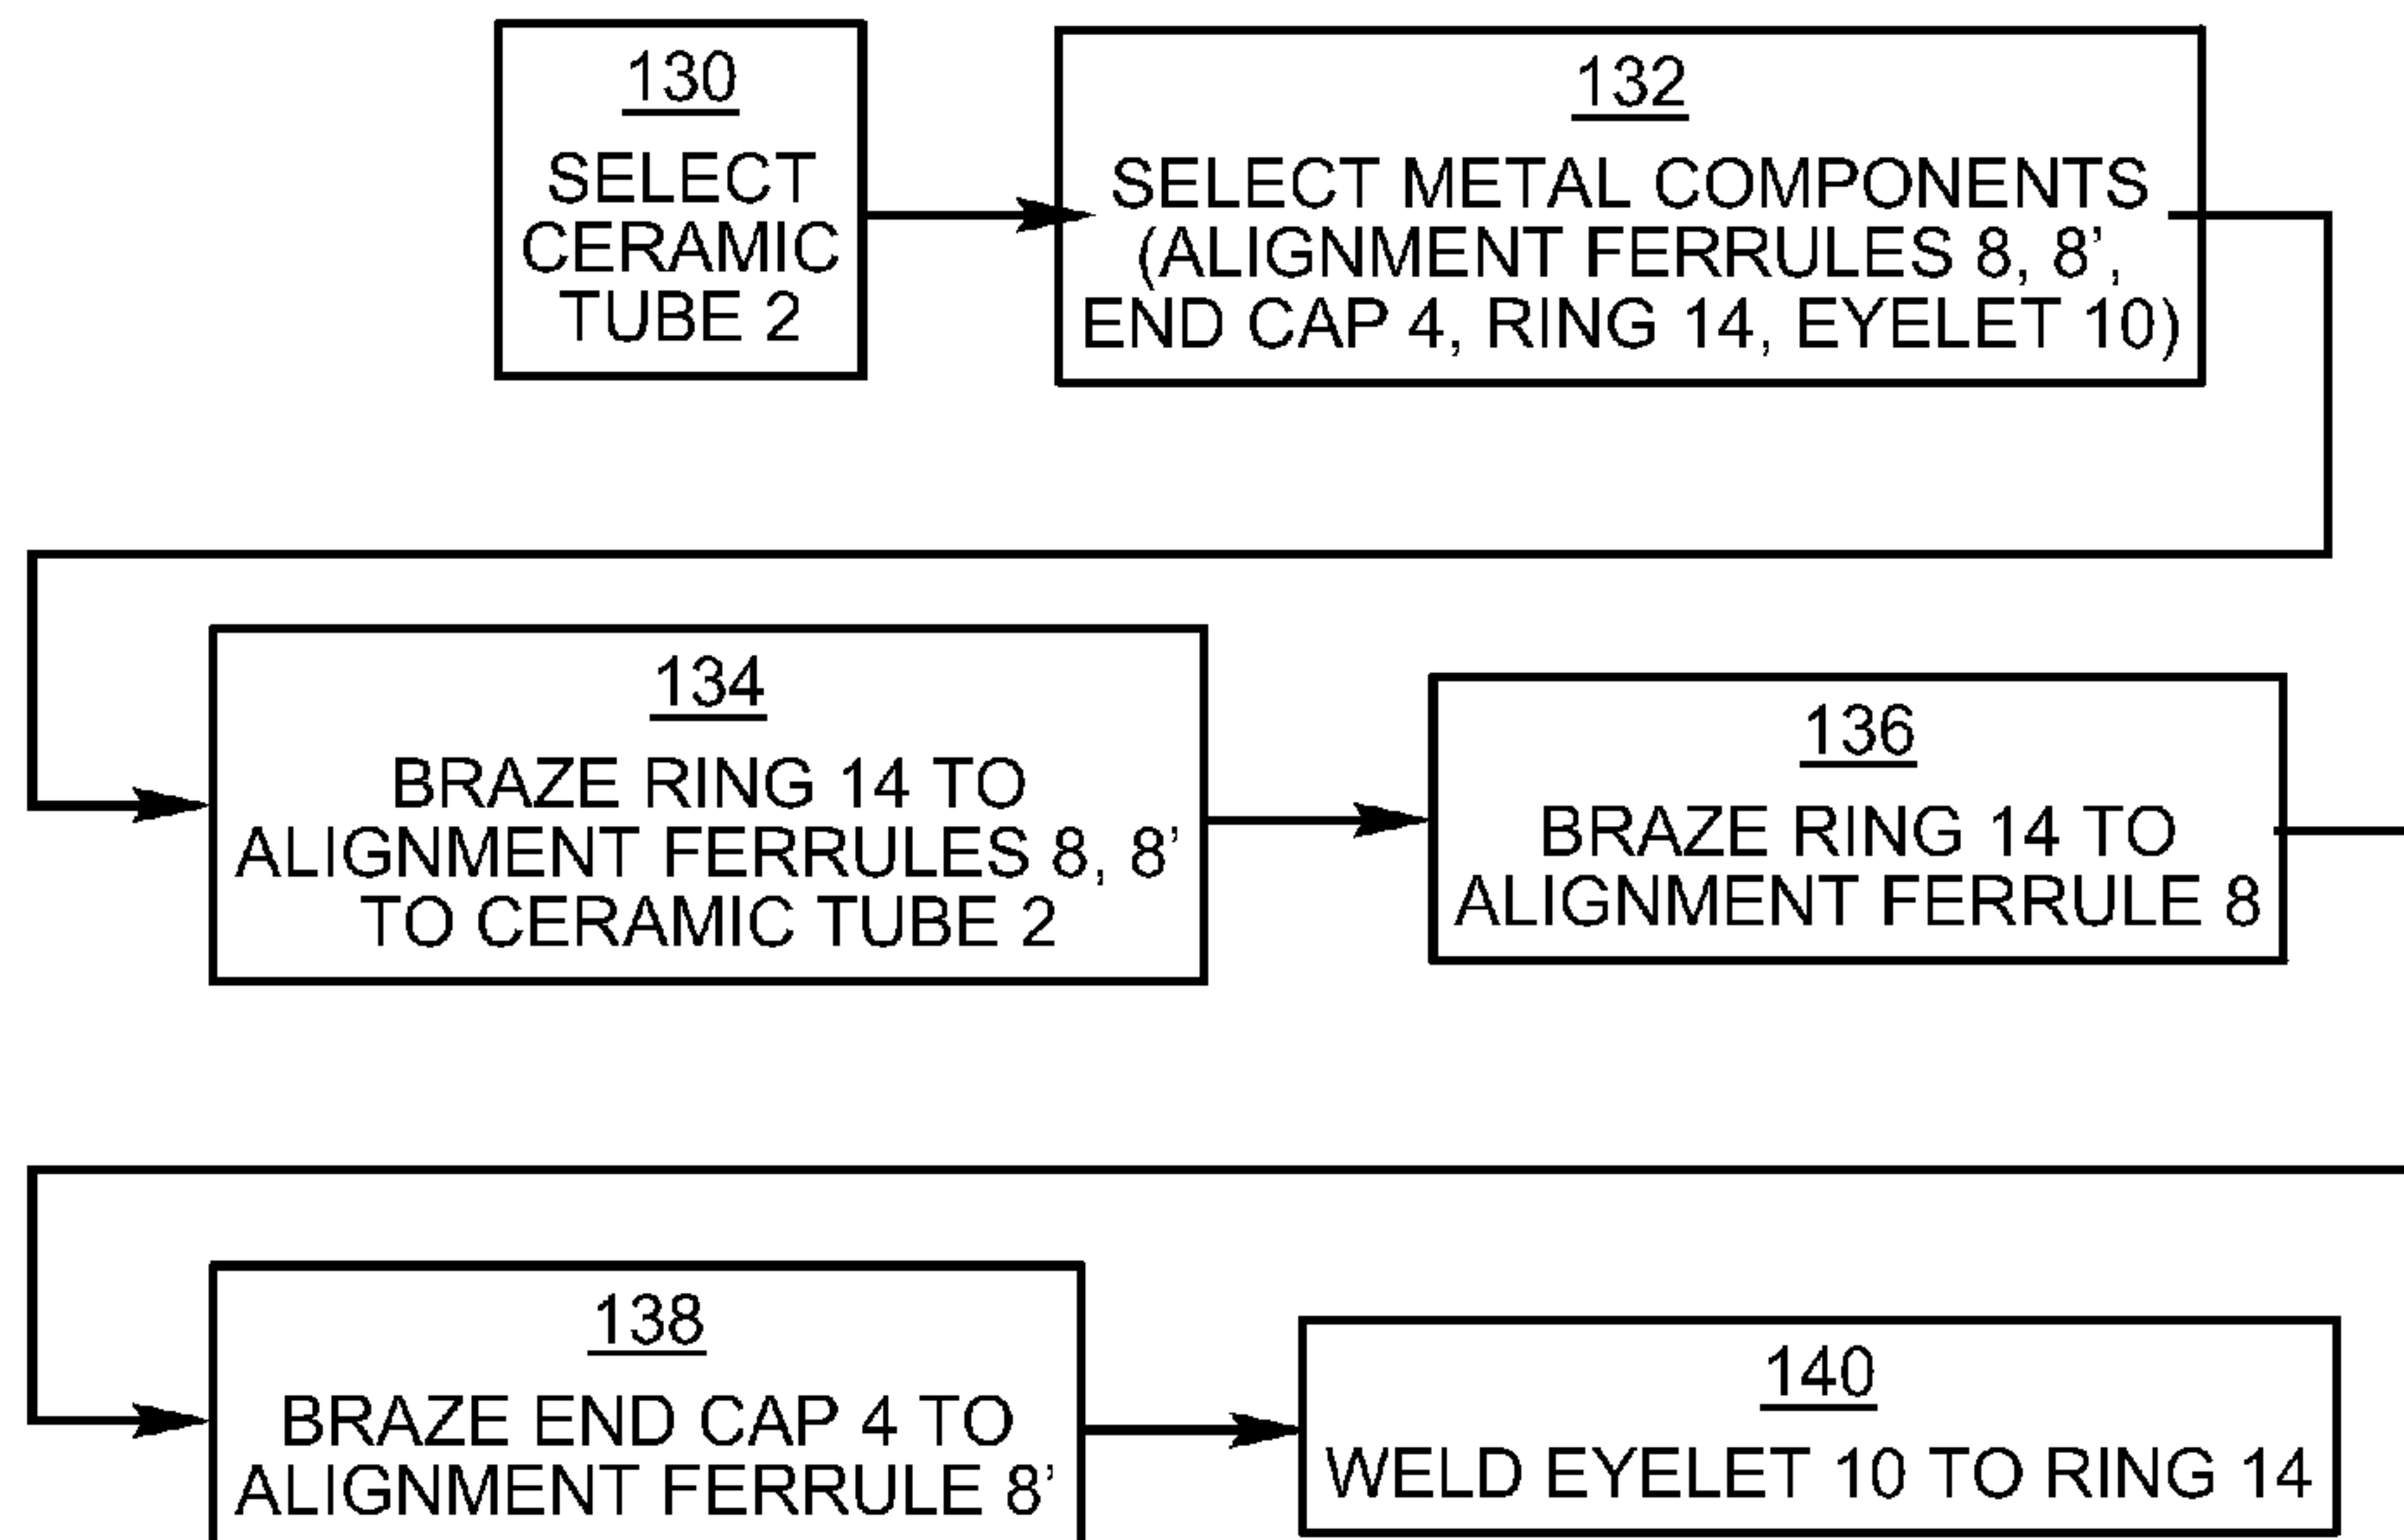 130
SELECT
CERAMIC
TUBE 2
132
SELECT METAL COMPONENTS
(ALIGNMENT FERRULES 8, 8',
END CAP 4, RING 14, EYELET 10)
134
BRAZE RING 14 TO
ALIGNMENT FERRULES 8, 8'
TO CERAMIC TUBE 2
136
BRAZE RING 14 TO
ALIGNMENT FERRULE 8
138
BRAZE END CAP 4 TO
ALIGNMENT FERRULE 8'
140
WELD EYELET 10 TO RING 14